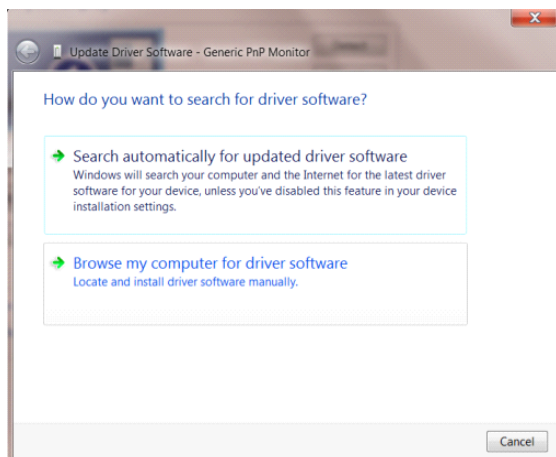 Update Driver Software - Generic PnP Monitor
How do you want to search for driver software?
Search automatically for updated driver software
Windows will search your computer and the Internet for the latest driver
software for your device, unless you've disabled this feature in your device
installation settings.
Browse my computer for driver software
Locate and install driver software manually.
Cancel